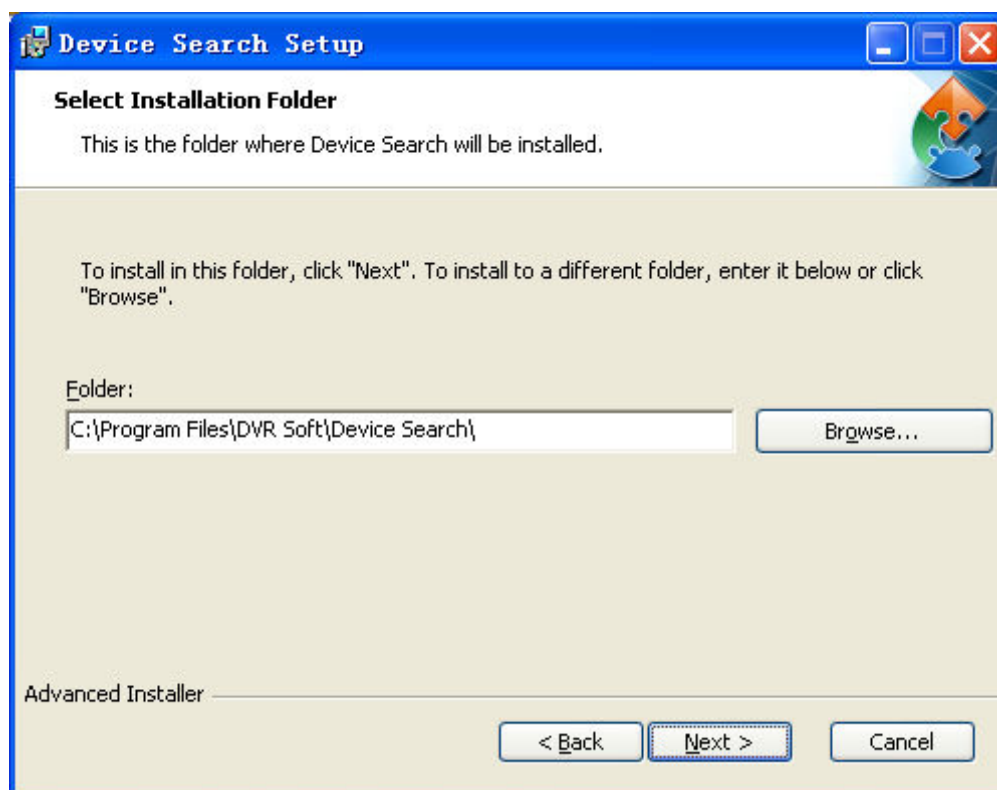 Device Search Setup
Select Installation Folder
This is the folder where Device Search will be installed.
To install in this folder, click "Next". To install to a different folder, enter it below or click
"Browse".
Folder:
C:\Program Files\DVR Soft\Device Search\
Browse...
Advanced Installer
< Back
Next >
Cancel